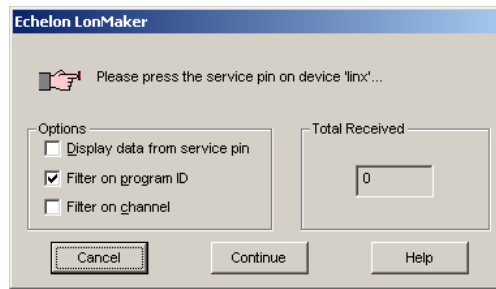 Echelon LonMaker
Please press the service pin on device 'linx'...
Options
Display data from service pin
Filter on program ID
Filter on channel
Total Received
0
Cancel
Continue
Help